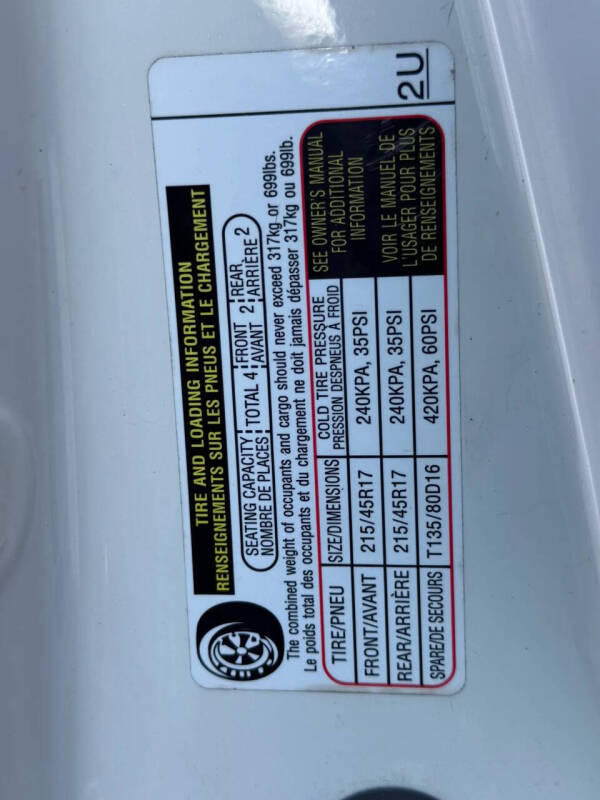 TIRE AND LOADING INFORMATION
RENSEIGNEMENTS SUR LES PNEUS ET LE CHARGEMENT
2U
SEATING CAPACITY TOTAL 4 FRONT 2 REAR 2
NOMBRE DE PLACES AVANT ARRIÈRE
The combined weight of occupants and cargo should never exceed 317kg or 699lbs.
Le poids total des occupants et du chargement ne doit jamais dépasser 317kg ou 699lb.
TIRE/PNEU SIZE/DIMENSIONS COLD TIRE PRESSURE
PRESSION DESPNEUS À FROID
FRONT/AVANT 215/45R17 240KPA, 35PSI
REAR/ARRIÈRE 215/45R17 240KPA, 35PSI
SPARE/DE SECOURS T135/80D16 420KPA, 60PSI
SEE OWNER'S MANUAL
FOR ADDITIONAL
INFORMATION
VOIR LE MANUEL DE
L'USAGER POUR PLUS
DE RENSEIGNEMENTS